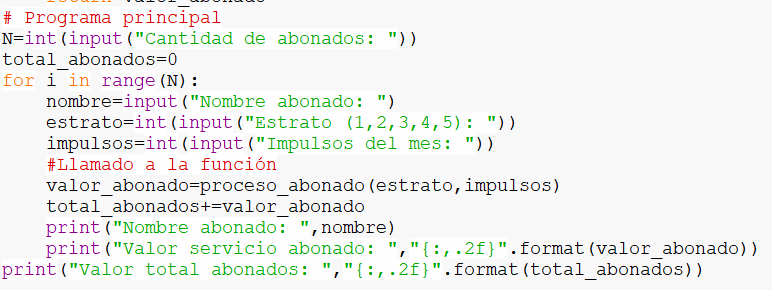 # Programa principal
N=int(input("Cantidad de abonados: "))
total_abonados=0
for i in range(N):
    nombre=input("Nombre abonado: ")
    estrato=int(input("Estrato (1,2,3,4,5): "))
    impulsos=int(input("Impulsos del mes: "))
    #Llamado a la función
    valor_abonado=proceso_abonado(estrato,impulsos)
    total_abonados+=valor_abonado
    print("Nombre abonado: ",nombre)
    print("Valor servicio abonado: ","{:,.2f}".format(valor_abonado))
print("Valor total abonados: ","{:,.2f}".format(total_abonados))